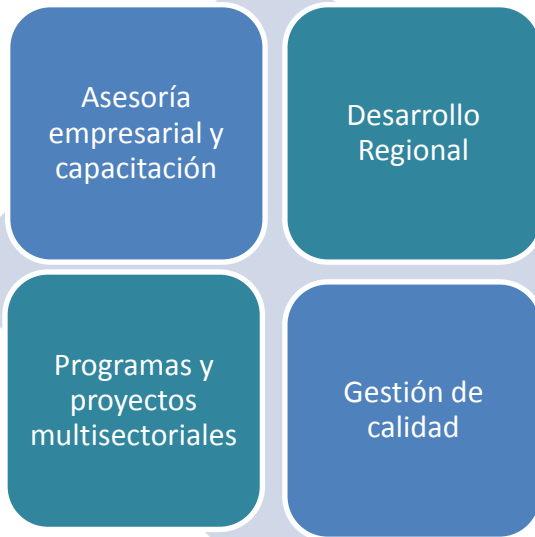 Asesoría
empresarial y
capacitación
Desarrollo
Regional
Programas y
proyectos
multisectoriales
Gestión de
calidad